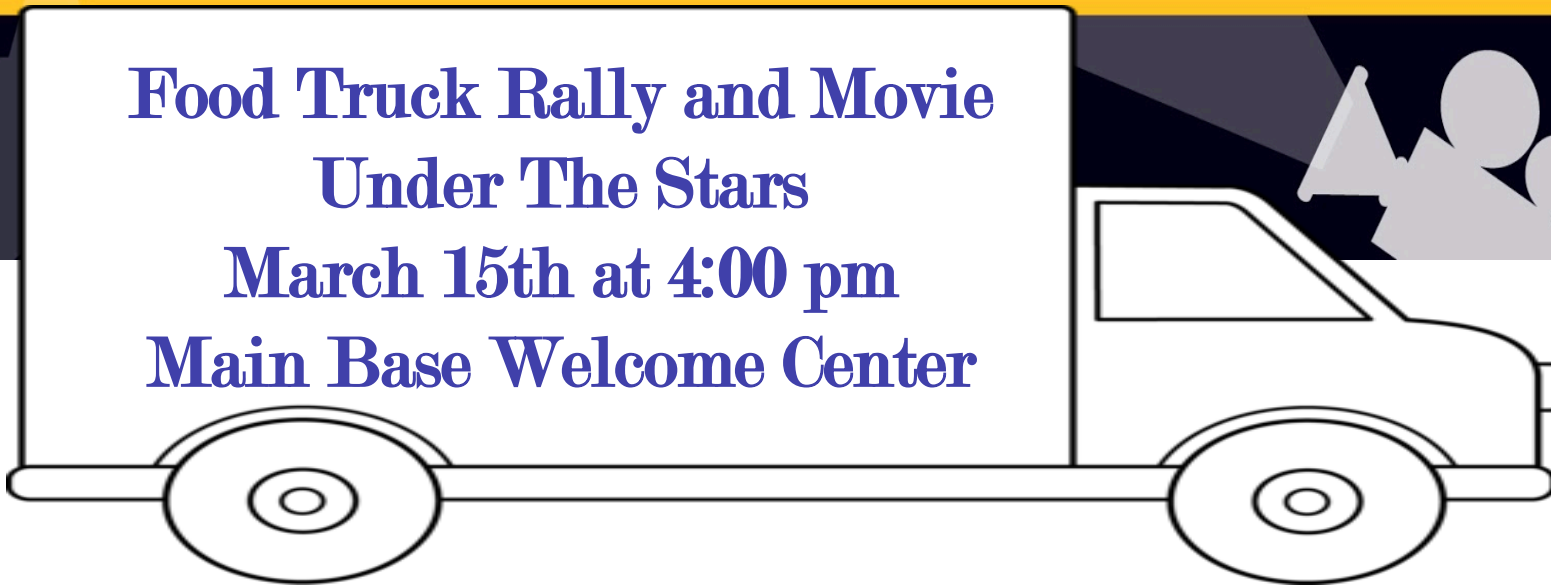 Food Truck Rally and Movie
Under The Stars
March 15th at 4:00 pm
Main Base Welcome Center